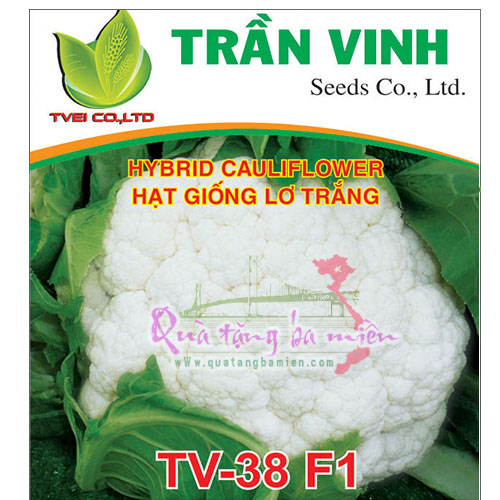 TRẦN VINH
Seeds Co., Ltd.
TVEI CO.,LTD
HYBRID CAULIFLOWER
HẠT GIỐNG LƠ TRẮNG
Quà tặng ba miền
www.quatangbamien.com
TV-38 F1